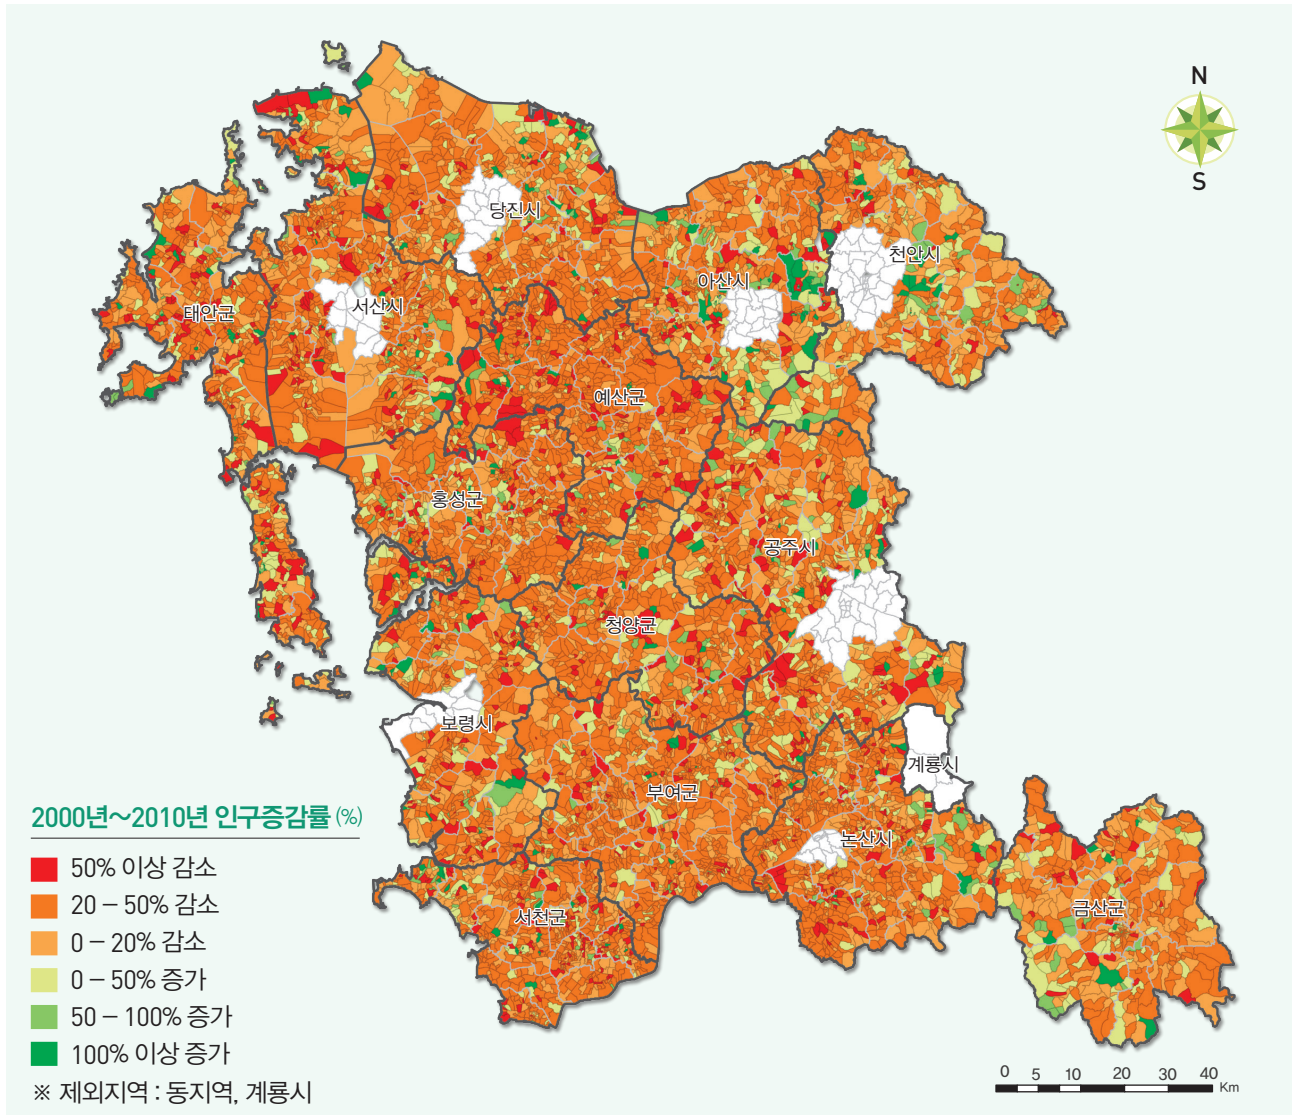 N
S
당진시
천안시
아산시
서산시
태안군
예산군
홍성군
공주시
청양군
보령시
계룡시
부여군
논산시
서천군
금산군
2000년~2010년 인구증감률 (%)
50% 이상 감소
20 – 50% 감소
0 – 20% 감소
0 – 50% 증가
50 – 100% 증가
100% 이상 증가
※ 제외지역 : 동지역, 계룡시
0 5 10 20 30 40
Km